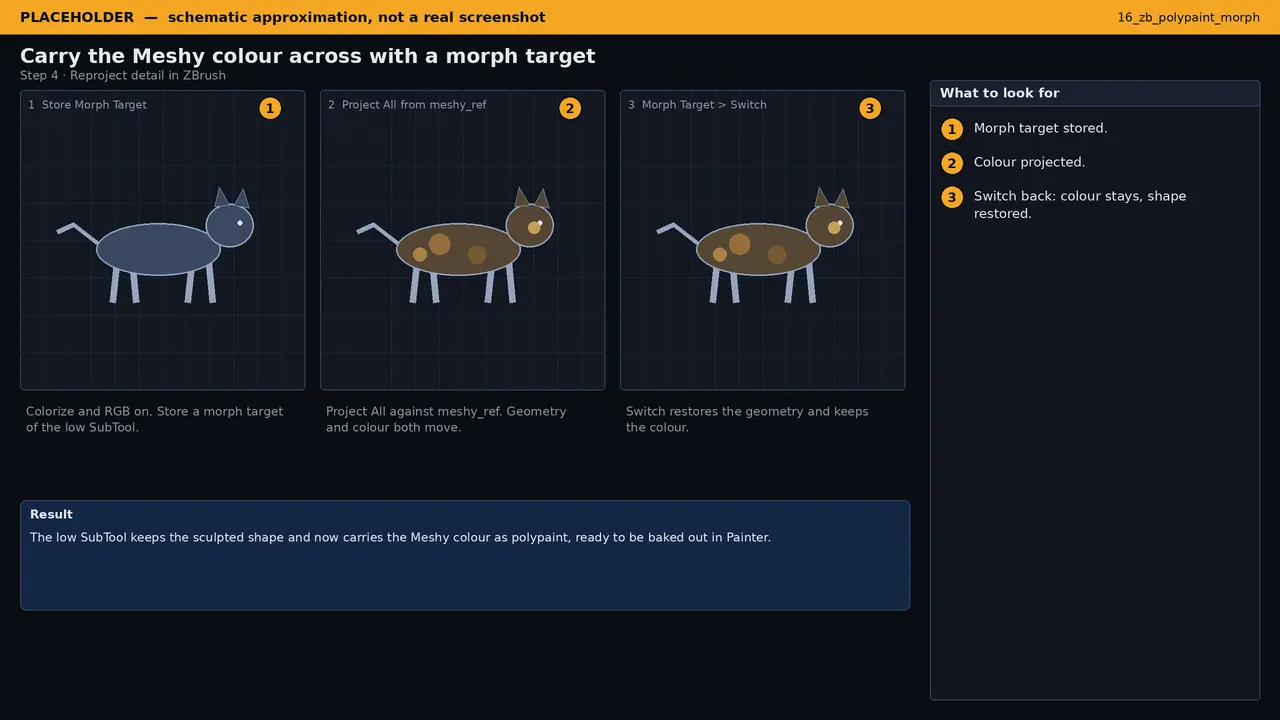 PLACEHOLDER — schematic approximation, not a real screenshot
16_zb_polypaint_morph
Carry the Meshy colour across with a morph target
Step 4 · Reproject detail in ZBrush
1 Store Morph Target
1
2 Project All from meshy_ref
2
3 Morph Target > Switch
3
Colorize and RGB on. Store a morph target
of the low SubTool.
Project All against meshy_ref. Geometry
and colour both move.
Switch restores the geometry and keeps
the colour.
Result
The low SubTool keeps the sculpted shape and now carries the Meshy colour as polypaint, ready to be baked out in Painter.
What to look for
1 Morph target stored.
2 Colour projected.
3 Switch back: colour stays, shape
restored.